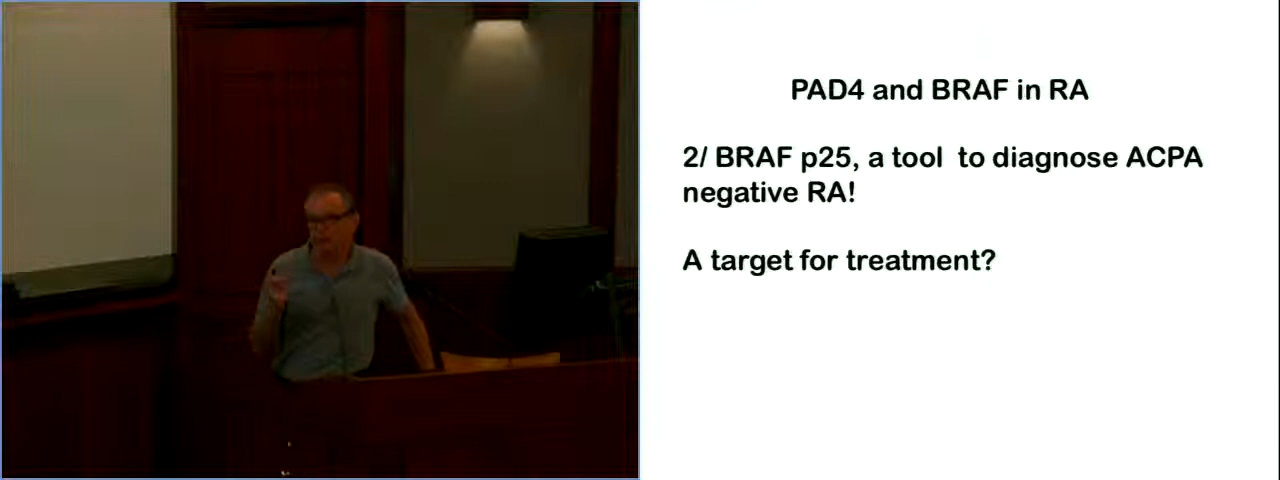 PAD4 and BRAF in RA
2/ BRAF p25, a tool to diagnose ACPA
negative RA!
A target for treatment?